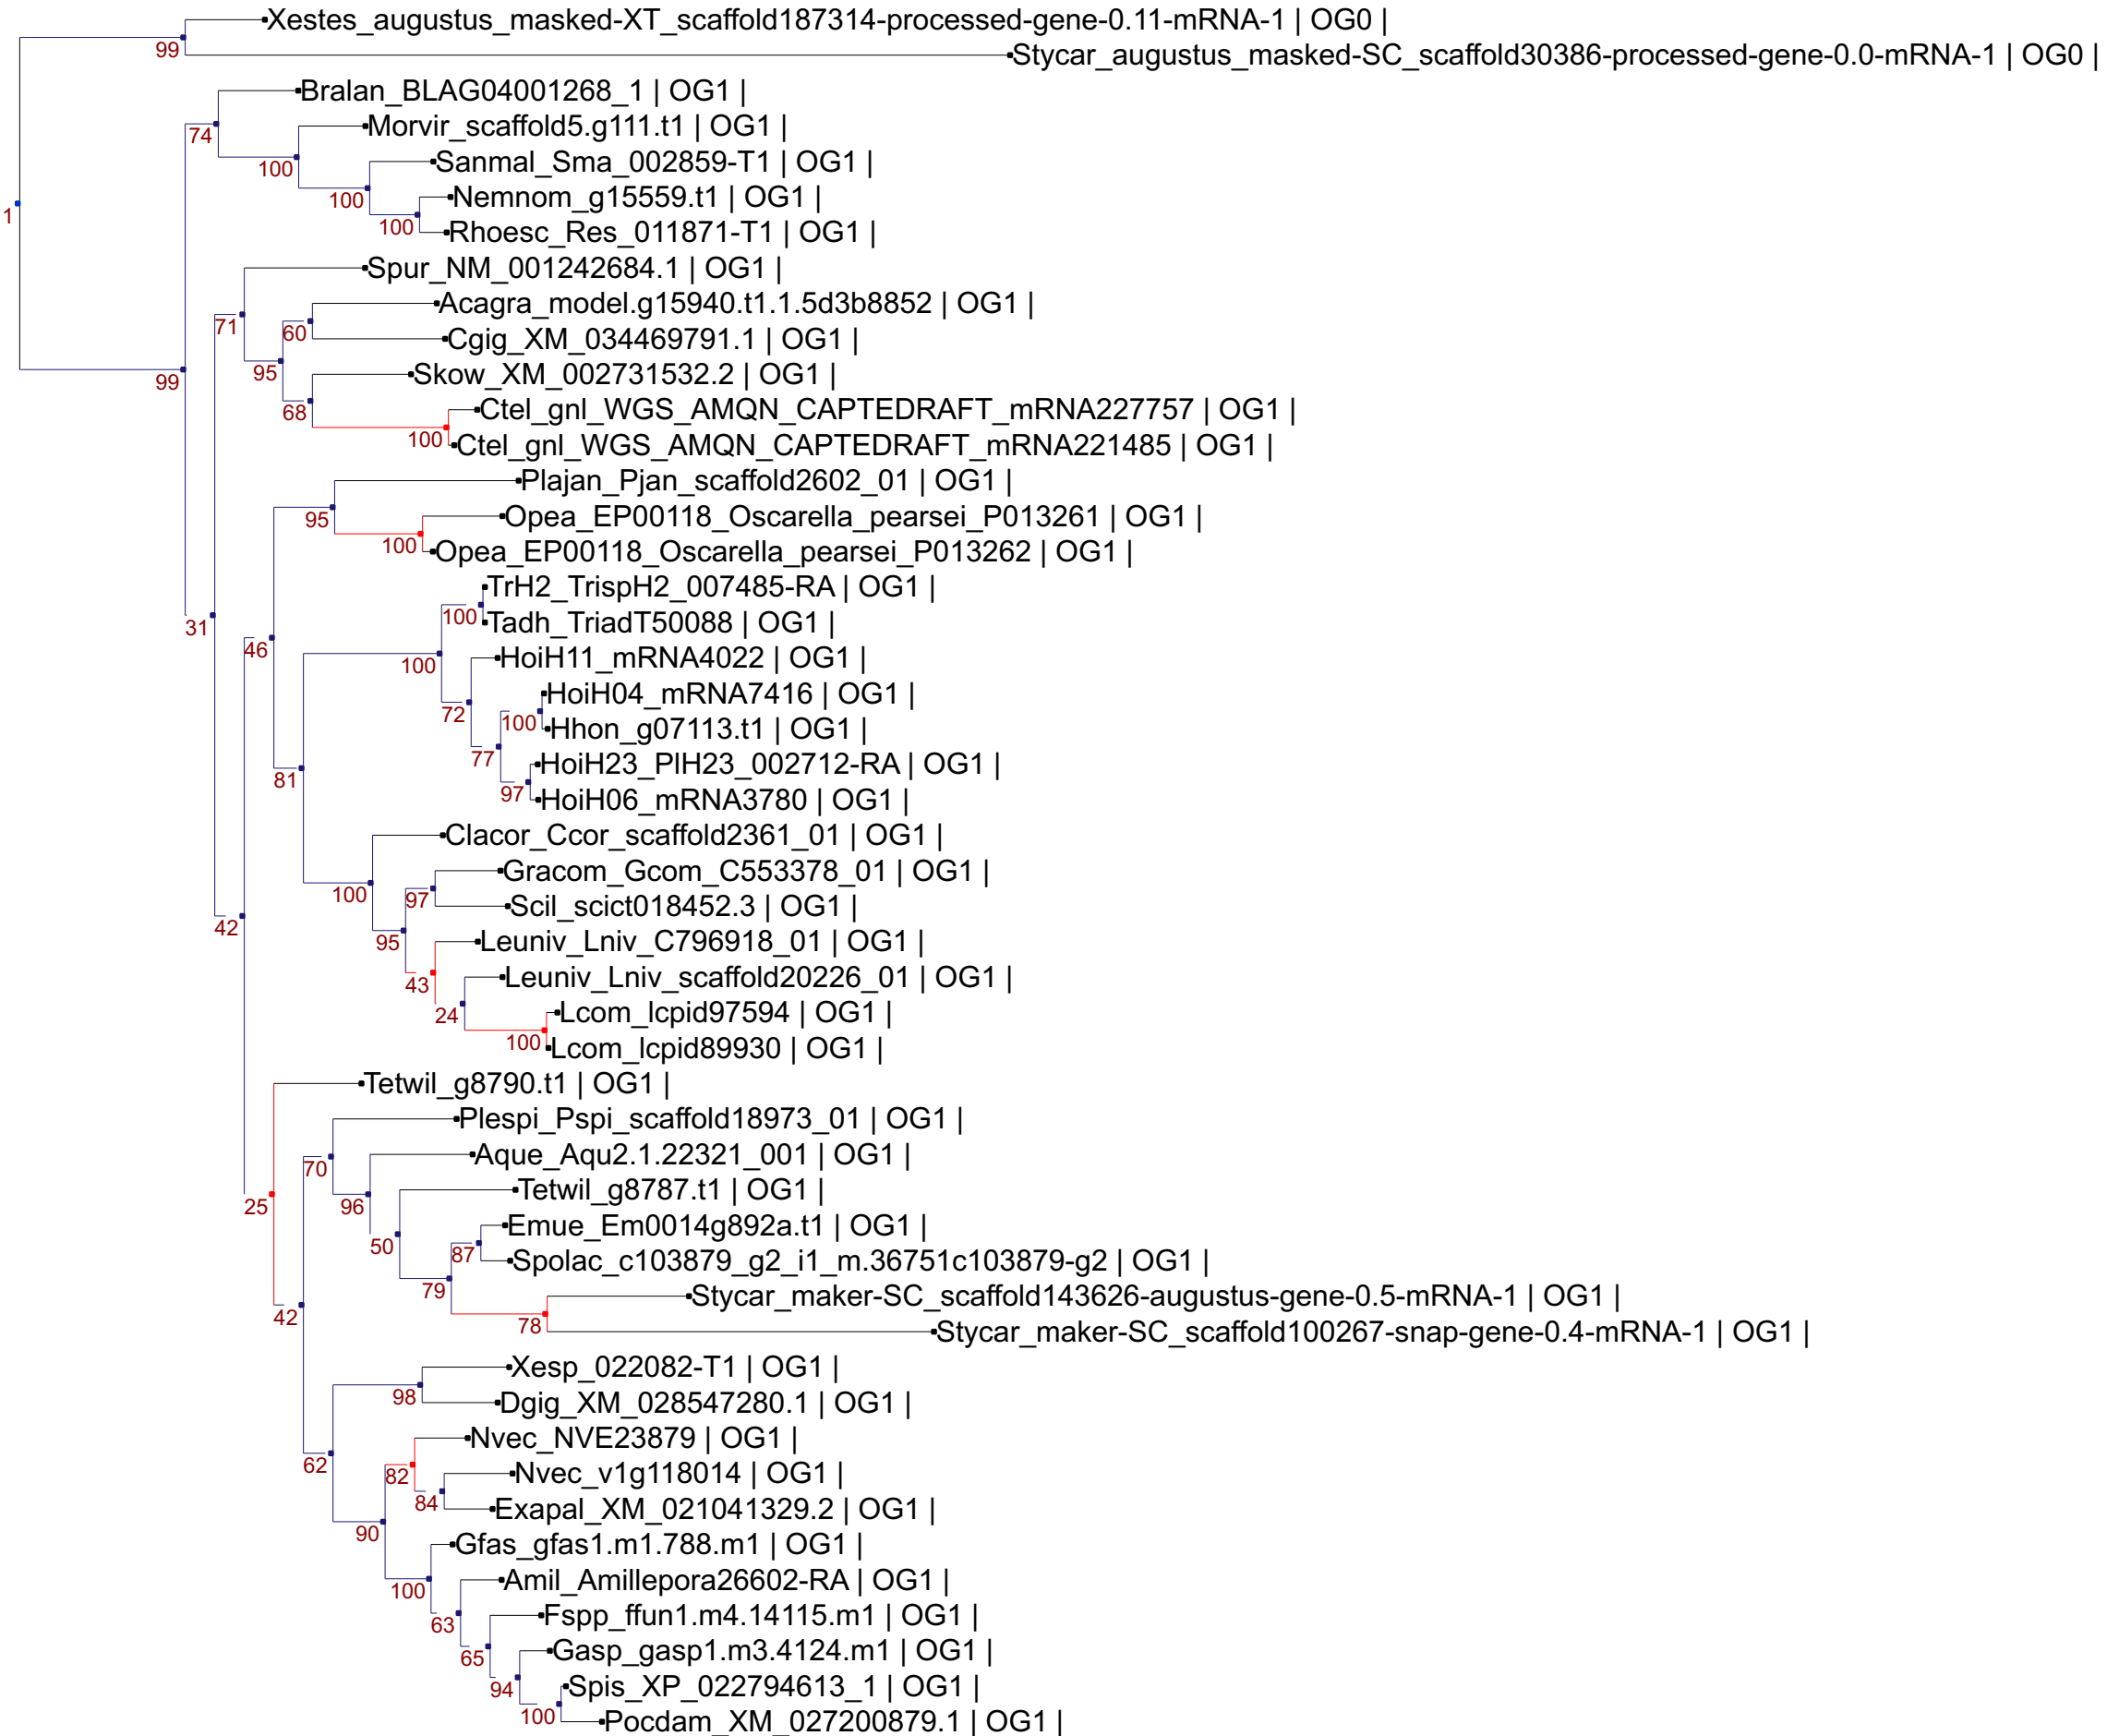 Xestes_augustus_masked-XT_scaffold187314-processed-gene-0.11-mRNA-1 | OG0 |
99
Stycar_augustus_masked-SC_scaffold30386-processed-gene-0.0-mRNA-1 | OG0 |
Bralan_BLAG04001268_1 | OG1 |
74
Morvir_scaffold5.g111.t1 | OG1 |
100
Sanmal_Sma_002859-T1 | OG1 |
100
Nemnom_g15559.t1 | OG1 |
1
100
Rhoesc_Res_011871-T1 | OG1 |
Spur_NM_001242684.1 | OG1 |
71
Acagra_model.g15940.t1.1.5d3b8852 | OG1 |
60
Cgig_XM_034469791.1 | OG1 |
95
99
Skow_XM_002731532.2 | OG1 |
68
Ctel_gnl_WGS_AMQN_CAPTEDRAFT_mRNA227757 | OG1 |
100
Ctel_gnl_WGS_AMQN_CAPTEDRAFT_mRNA221485 | OG1 |
Plajan_Pjan_scaffold2602_01 | OG1 |
95
Opea_EP00118_Oscarella_pearsei_P013261 | OG1 |
100
Opea_EP00118_Oscarella_pearsei_P013262 | OG1 |
TrH2_TrispH2_007485-RA | OG1 |
100
Tadh_TriadT50088 | OG1 |
31
46
HoiH11_mRNA4022 | OG1 |
100
HoiH04_mRNA7416 | OG1 |
72
100
Hhon_g07113.t1 | OG1 |
77
HoiH23_PlH23_002712-RA | OG1 |
81
97
HoiH06_mRNA3780 | OG1 |
Clacor_Ccor_scaffold2361_01 | OG1 |
Gracom_Gcom_C553378_01 | OG1 |
100
97
Scil_scict018452.3 | OG1 |
42
95
Leuniv_Lniv_C796918_01 | OG1 |
43
Leuniv_Lniv_scaffold20226_01 | OG1 |
24
Lcom_lcpid97594 | OG1 |
100
Lcom_lcpid89930 | OG1 |
Tetwil_g8790.t1 | OG1 |
Plespi_Pspi_scaffold18973_01 | OG1 |
70
Aque_Aqu2.1.22321_001 | OG1 |
25
96
Tetwil_g8787.t1 | OG1 |
50
Emue_Em0014g892a.t1 | OG1 |
87
Spolac_c103879_g2_i1_m.36751c103879-g2 | OG1 |
79
Stycar_maker-SC_scaffold143626-augustus-gene-0.5-mRNA-1 | OG1 |
42
78
Stycar_maker-SC_scaffold100267-snap-gene-0.4-mRNA-1 | OG1 |
Xesp_022082-T1 | OG1 |
98
Dgig_XM_028547280.1 | OG1 |
Nvec_NVE23879 | OG1 |
62
82
Nvec_v1g118014 | OG1 |
84
Exapal_XM_021041329.2 | OG1 |
90
Gfas_gfas1.m1.788.m1 | OG1 |
100
Amil_Amillepora26602-RA | OG1 |
63
Fspp_ffun1.m4.14115.m1 | OG1 |
65
Gasp_gasp1.m3.4124.m1 | OG1 |
94
Spis_XP_022794613_1 | OG1 |
100
Pocdam_XM_027200879.1 | OG1 |